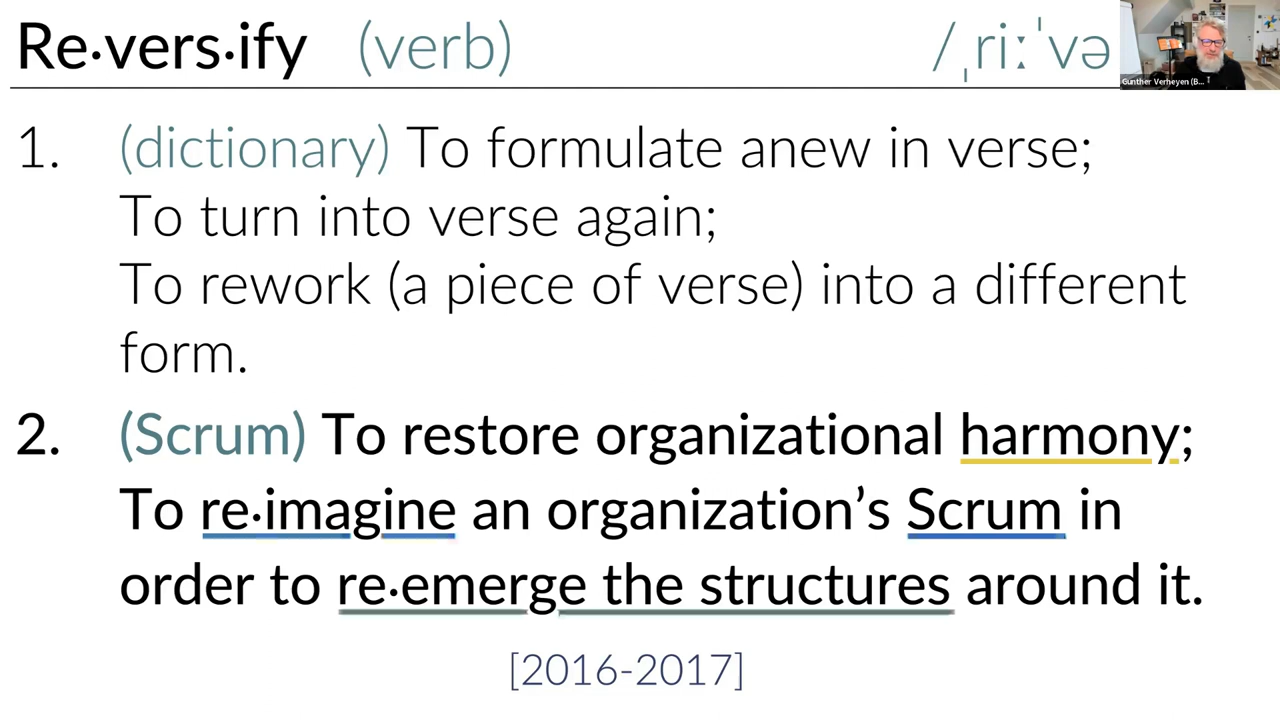 Re·vers·ify (verb) /ˌriːˈvə
Gunther Verheyen (B...
1. (dictionary) To formulate anew in verse;
To turn into verse again;
To rework (a piece of verse) into a different
form.
2. (Scrum) To restore organizational harmony;
To re·imagine an organization’s Scrum in
order to re·emerge the structures around it.
[2016-2017]